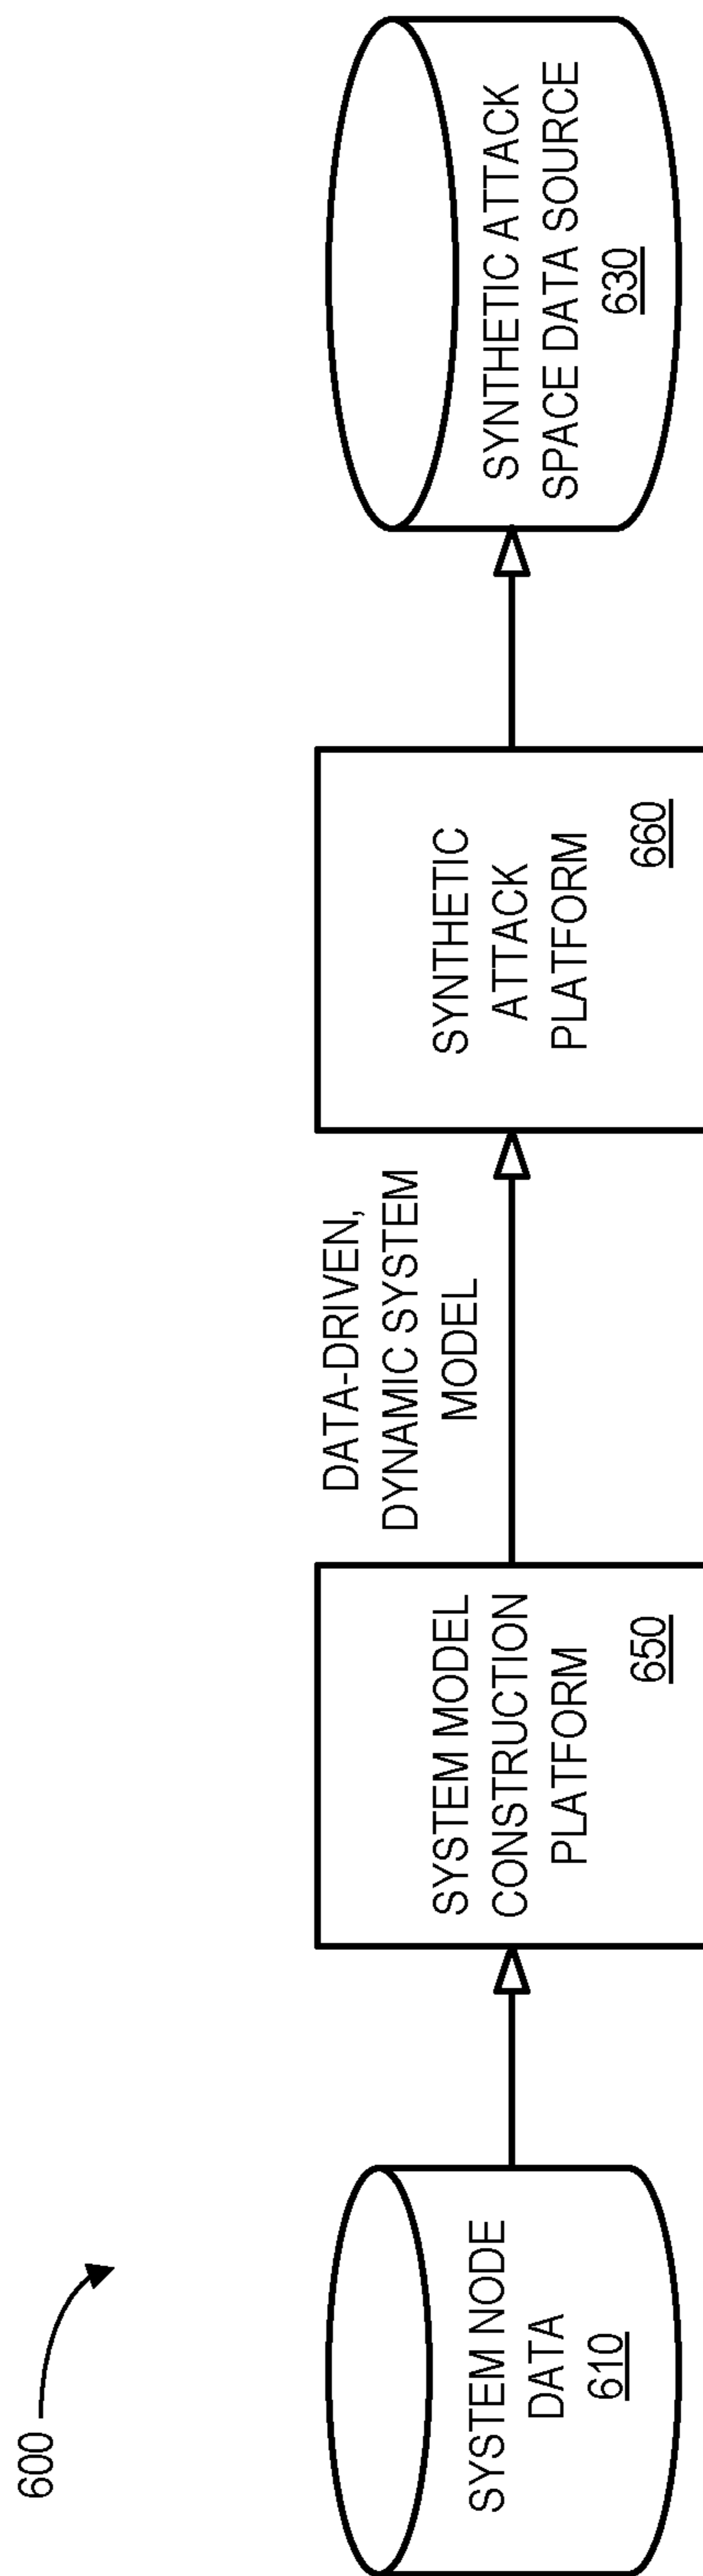 600
SYSTEM NODE
DATA
610
SYSTEM MODEL
CONSTRUCTION
PLATFORM
650
DATA-DRIVEN,
DYNAMIC SYSTEM
MODEL
SYNTHETIC
ATTACK
PLATFORM
660
SYNTHETIC ATTACK
SPACE DATA SOURCE
630